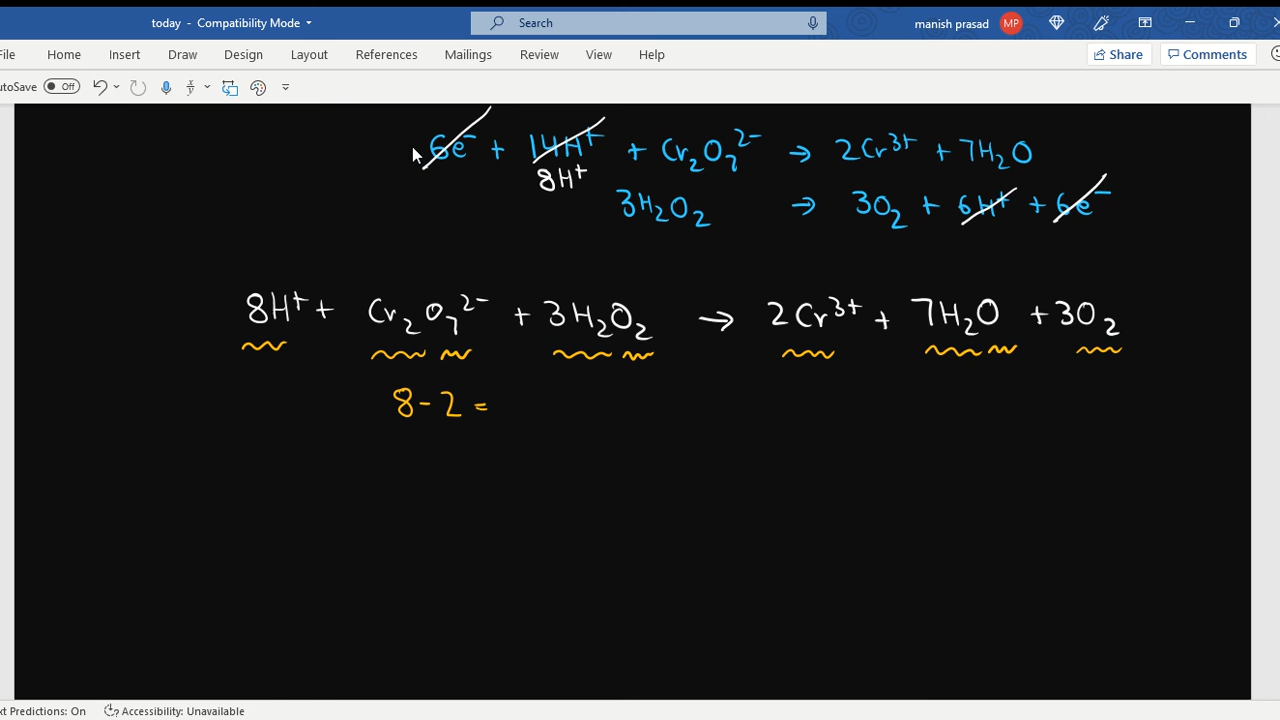 today - Compatibility Mode Search manish prasad MP
File Home Insert Draw Design Layout References Mailings Review View Help Share Comments
AutoSave Off
6e⁻ + 14H⁺ + Cr₂O₇²⁻ → 2Cr³⁺ + 7H₂O
8H⁺
3H₂O₂ → 3O₂ + 6H⁺ + 6e⁻
8H⁺ + Cr₂O₇²⁻ + 3H₂O₂ → 2Cr³⁺ + 7H₂O + 3O₂
8 - 2 =
xt Predictions: On Accessibility: Unavailable